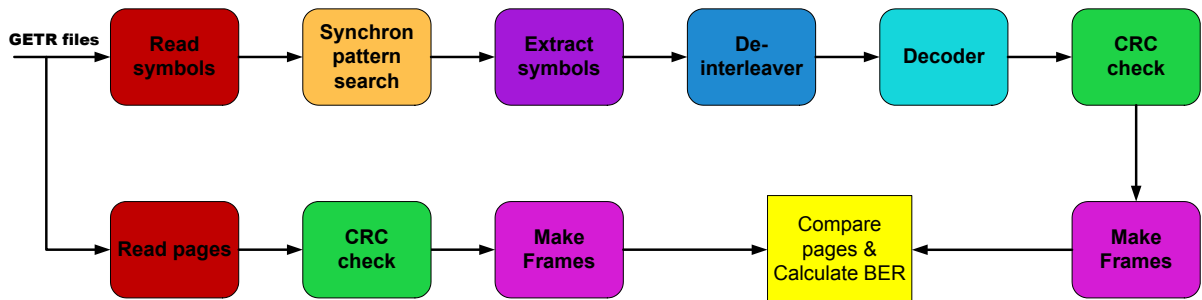 GETR files
Read
symbols
Synchron
pattern
search
Extract
symbols
De-
interleaver
Decoder
CRC
check
Read pages
CRC
check
Make
Frames
Compare
pages &
Calculate BER
Make
Frames